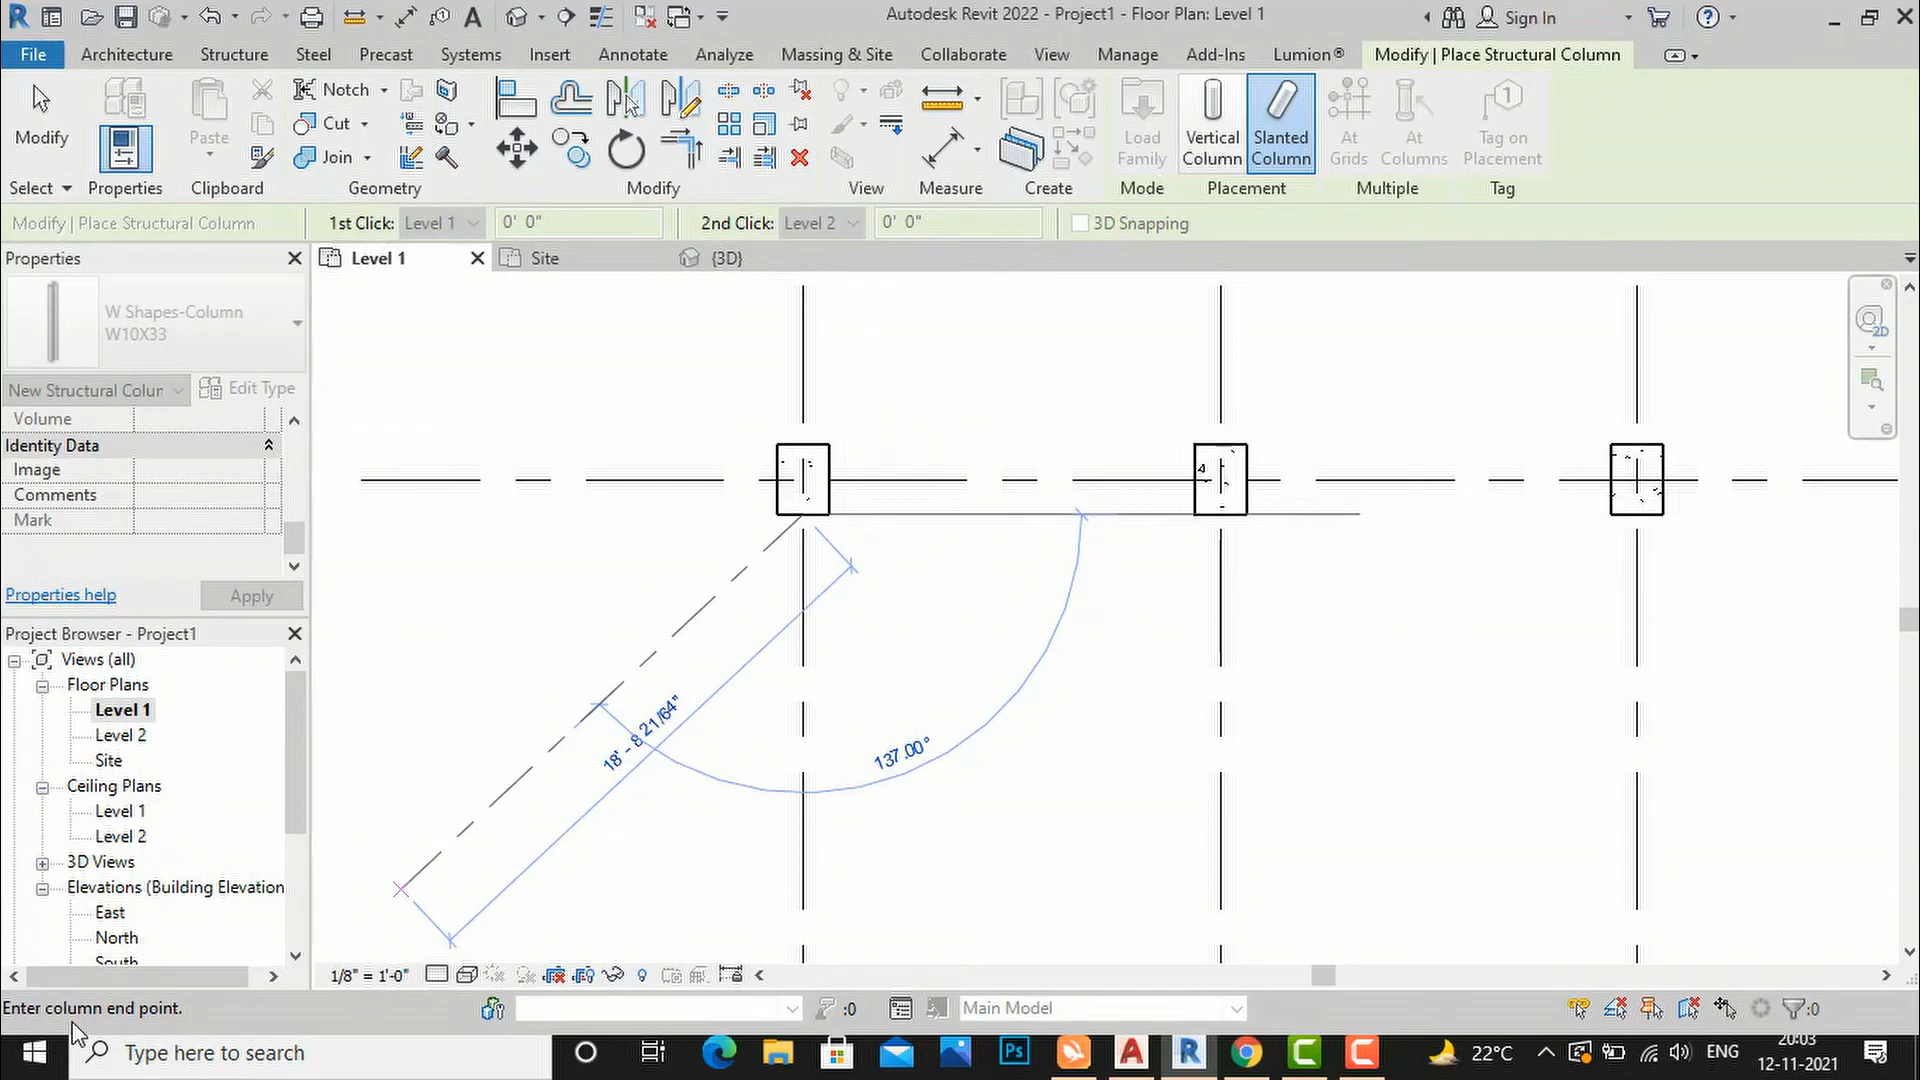 Autodesk Revit 2022 - Project1 - Floor Plan: Level 1
Sign In
File
Architecture
Structure
Steel
Precast
Systems
Insert
Annotate
Analyze
Massing & Site
Collaborate
View
Manage
Add-Ins
Lumion®
Modify | Place Structural Column
Modify
Paste
Notch
Cut
Join
Load
Family
Vertical
Column
Slanted
Column
At
Grids
At
Columns
Tag on
Placement
Select
Properties
Clipboard
Geometry
Modify
View
Measure
Create
Mode
Placement
Multiple
Tag
Modify | Place Structural Column
1st Click: Level 1
0' 0"
2nd Click: Level 2
0' 0"
3D Snapping
Properties
Level 1
Site
{3D}
W Shapes-Column
W10X33
New Structural Colur
Edit Type
Volume
Identity Data
Image
Comments
Mark
Properties help
Apply
Project Browser - Project1
Views (all)
Floor Plans
Level 1
Level 2
Site
Ceiling Plans
Level 1
Level 2
3D Views
Elevations (Building Elevation
East
North
South
2D
18' - 8 21/64"
137.00°
1/8" = 1'-0"
Enter column end point.
:0
Main Model
:0
Type here to search
Ps
22°C
ENG
20:03
12-11-2021